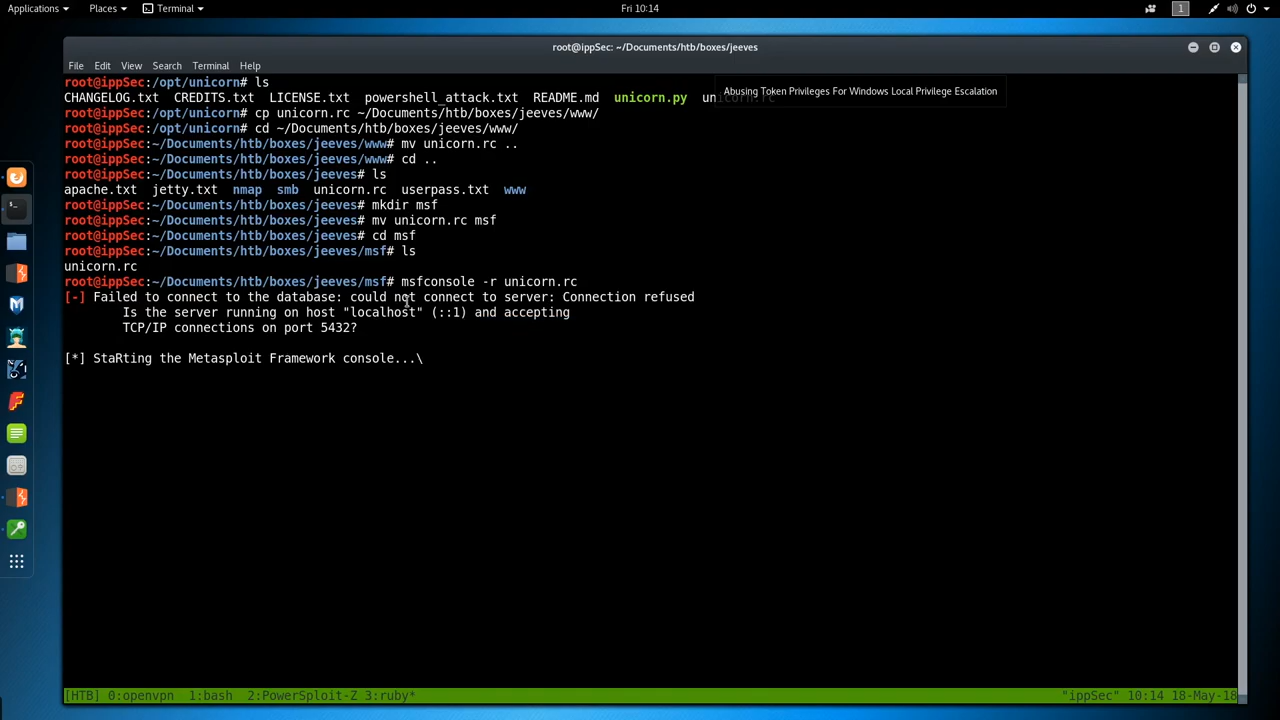 Applications Places Terminal Fri 10:14 1
root@ippSec: ~/Documents/htb/boxes/jeeves
File Edit View Search Terminal Help
root@ippSec:/opt/unicorn# ls
Abusing Token Privileges For Windows Local Privilege Escalation
CHANGELOG.txt CREDITS.txt LICENSE.txt powershell_attack.txt README.md unicorn.py unicorn.rc
root@ippSec:/opt/unicorn# cp unicorn.rc ~/Documents/htb/boxes/jeeves/www/
root@ippSec:/opt/unicorn# cd ~/Documents/htb/boxes/jeeves/www/
root@ippSec:~/Documents/htb/boxes/jeeves/www# mv unicorn.rc ..
root@ippSec:~/Documents/htb/boxes/jeeves/www# cd ..
root@ippSec:~/Documents/htb/boxes/jeeves# ls
apache.txt jetty.txt nmap smb unicorn.rc userpass.txt www
root@ippSec:~/Documents/htb/boxes/jeeves# mkdir msf
root@ippSec:~/Documents/htb/boxes/jeeves# mv unicorn.rc msf
root@ippSec:~/Documents/htb/boxes/jeeves# cd msf
root@ippSec:~/Documents/htb/boxes/jeeves/msf# ls
unicorn.rc
root@ippSec:~/Documents/htb/boxes/jeeves/msf# msfconsole -r unicorn.rc
[-] Failed to connect to the database: could not connect to server: Connection refused
Is the server running on host "localhost" (::1) and accepting
TCP/IP connections on port 5432?
[*] StaRting the Metasploit Framework console...\
[HTB] 0:openvpn 1:bash 2:PowerSploit-Z 3:ruby* "ippSec" 10:14 18-May-18